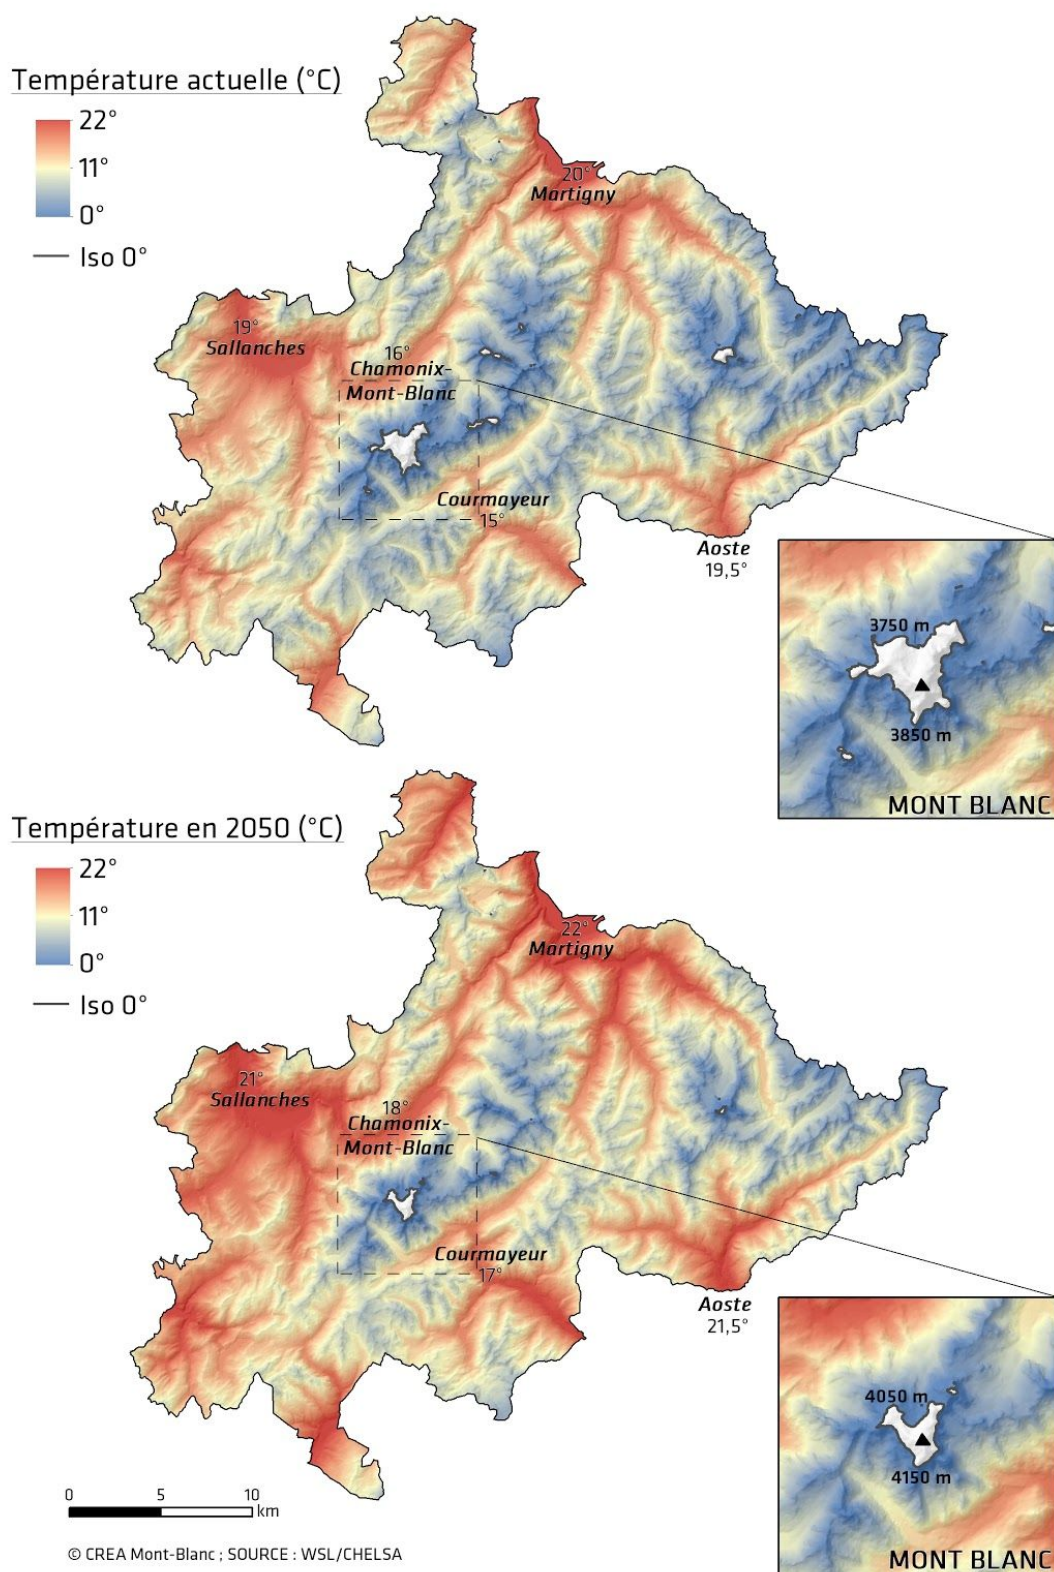 Température actuelle (°C)
22°
11°
0°
Iso 0°
20°
Martigny
19°
Sallanches
16°
Chamonix-
Mont-Blanc
Courmayeur
15°
Aoste
19,5°
3750 m
3850 m
MONT BLANC
Température en 2050 (°C)
22°
11°
0°
Iso 0°
22°
Martigny
21°
Sallanches
18°
Chamonix-
Mont-Blanc
Courmayeur
17°
Aoste
21,5°
4050 m
4150 m
MONT BLANC
0 5 10
km
© CREA Mont-Blanc ; SOURCE : WSL/CHELSA